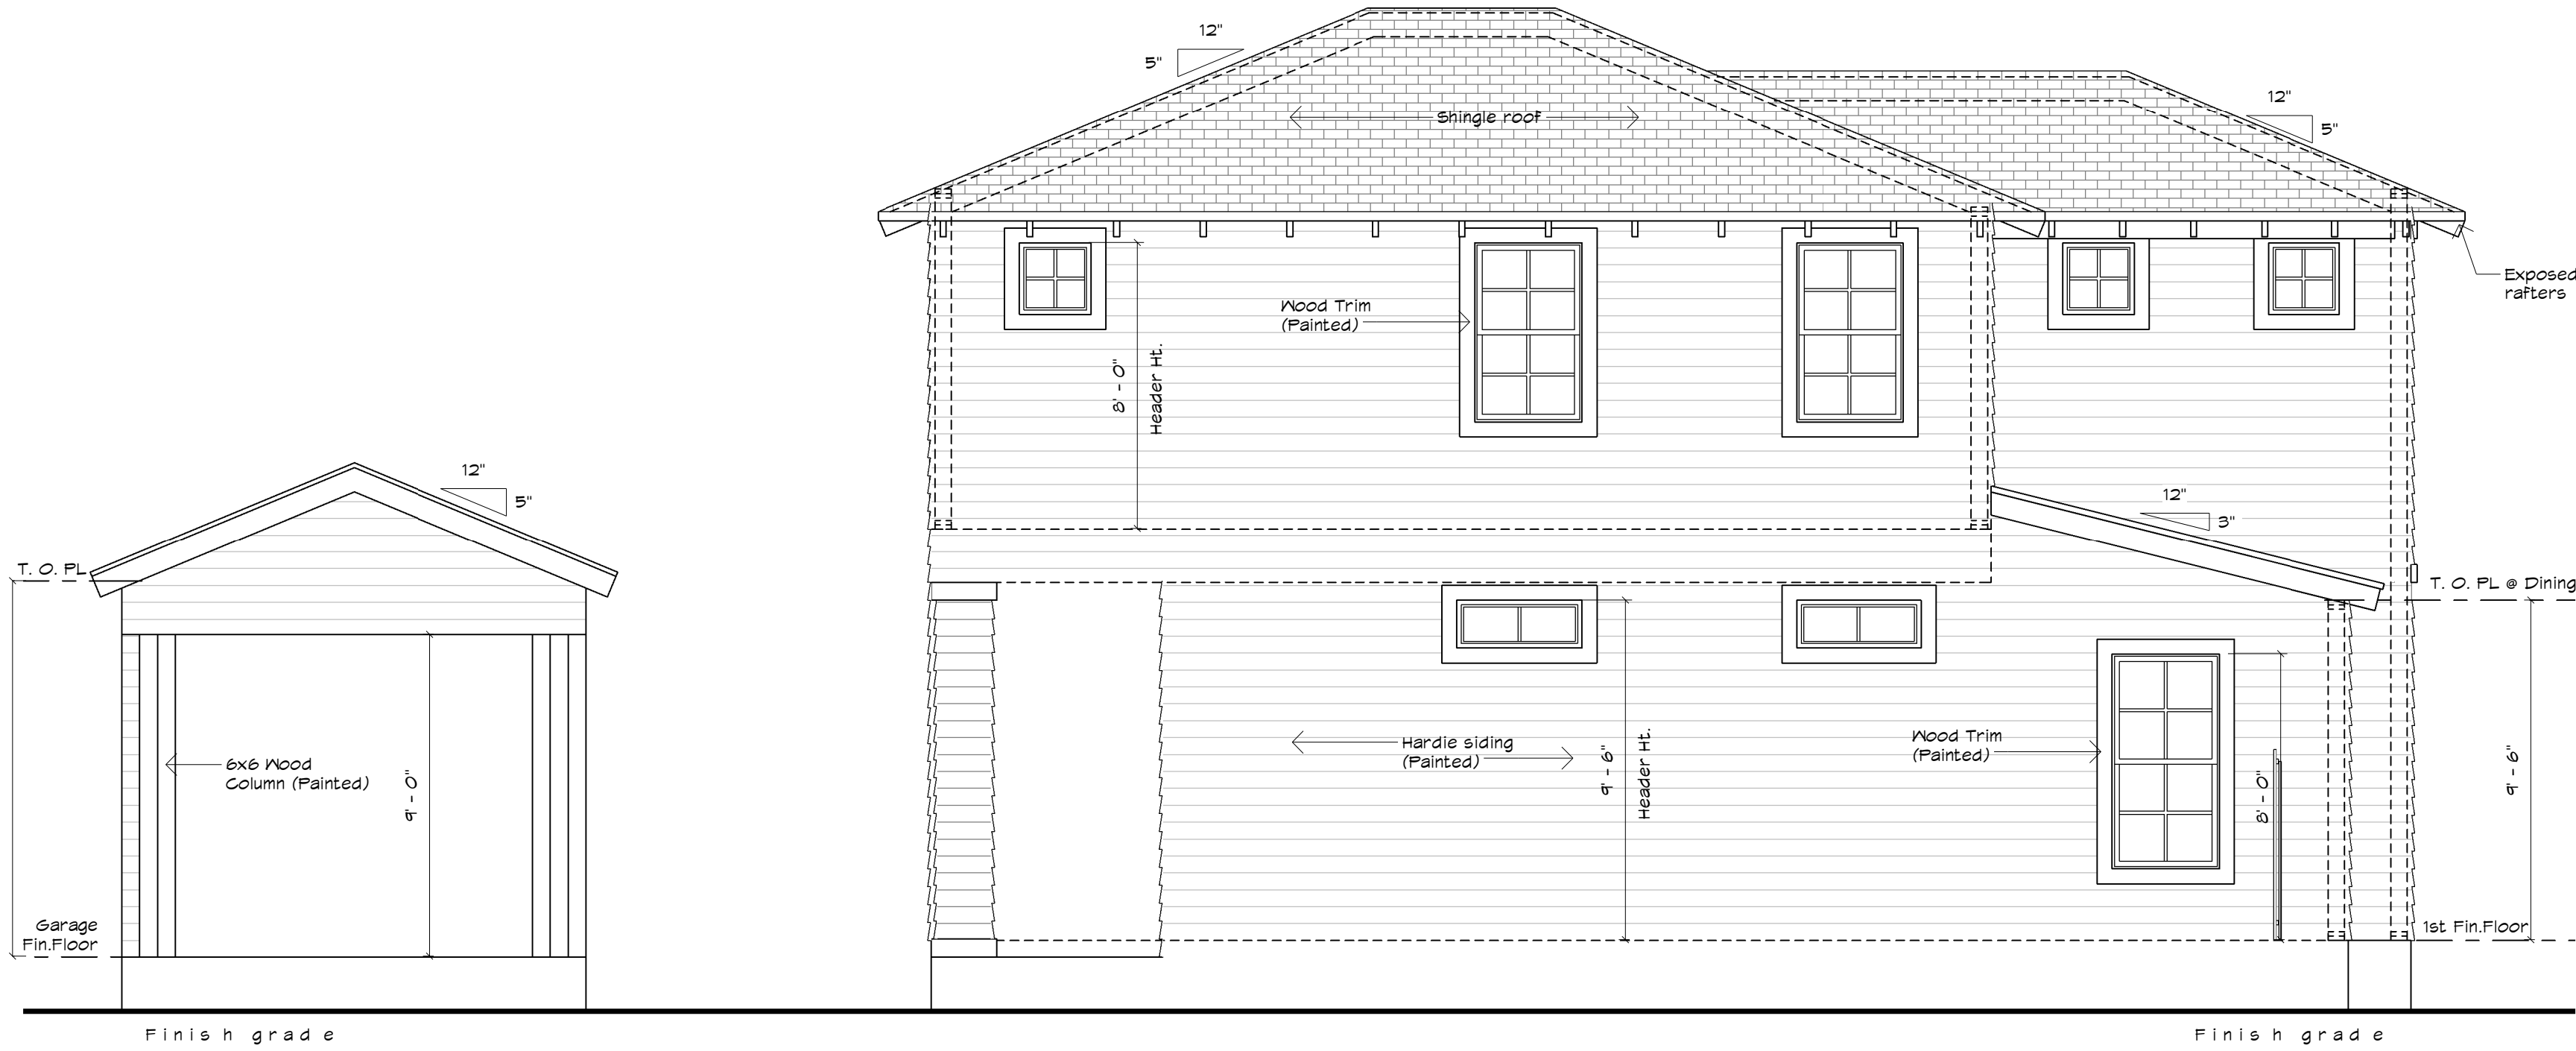 12"
5"
12"
5"
Shingle roof
Exposed
rafters
Wood Trim
(Painted)
8' - 0"
Header Ht.
12"
5"
12"
3"
T. O. PL
T. O. PL @ Dining
6x6 Wood
Column (Painted)
9' - 0"
Hardie siding
(Painted)
9' - 6"
Header Ht.
Wood Trim
(Painted)
8' - 0"
9' - 6"
Garage
Fin.Floor
1st Fin.Floor
Finish grade
Finish grade